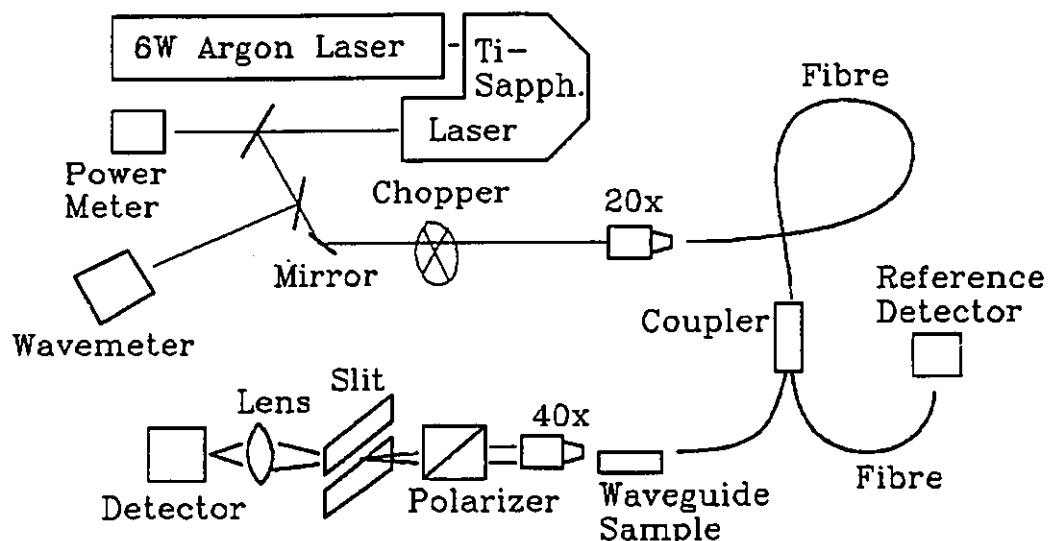 6W Argon Laser
Ti-
Sapph.
Laser
Fibre
Power
Meter
Chopper
20x
Mirror
Reference
Detector
Coupler
Wavemeter
Slit
Lens
40x
Detector
Polarizer
Waveguide
Sample
Fibre